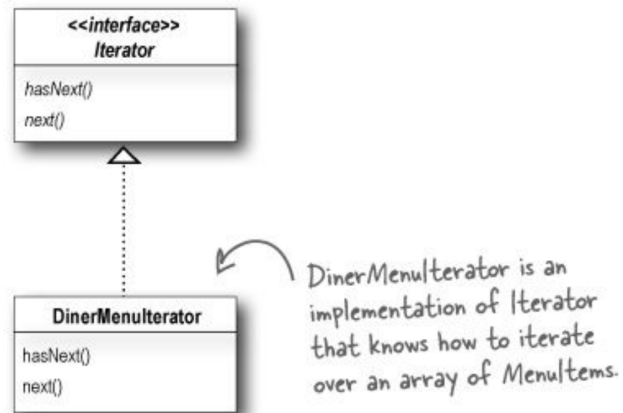 <<interface>>
Iterator
hasNext()
next()
DinerMenuIterator is an
implementation of Iterator
that knows how to iterate
over an array of MenuItems.
DinerMenuIterator
hasNext()
next()